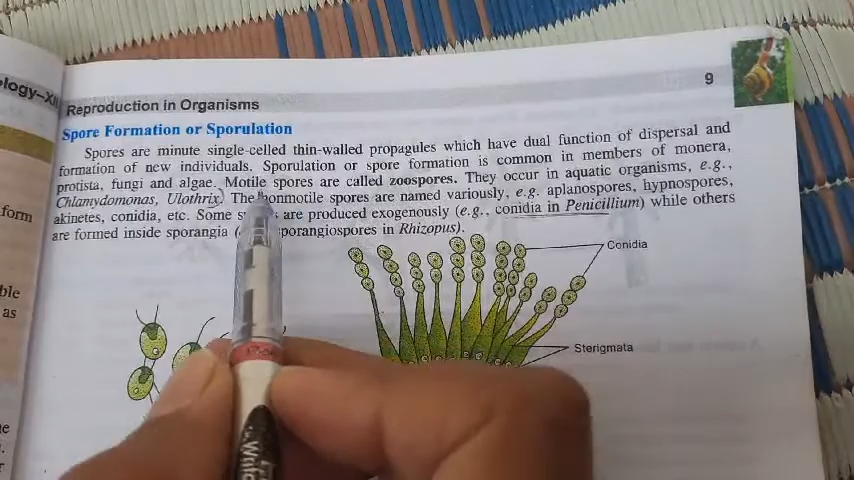 ology–XI
Reproduction in Organisms
9
Spore Formation or Sporulation
Spores are minute single-celled thin-walled propagules which have dual function of dispersal and
formation of new individuals. Sporulation or spore formation is common in members of monera,
protista, fungi and algae. Motile spores are called zoospores. They occur in aquatic organisms, e.g.,
Chlamydomonas, Ulothrix) The nonmotile spores are named variously, e.g. aplanospores, hypnospores,
akinetes, conidia, etc. Some are produced exogenously (e.g., conidia in Penicillium) while others
are formed inside sporangia ( porangiospores in Rhizopus).
Conidia
Sterigmata
form
ble
as